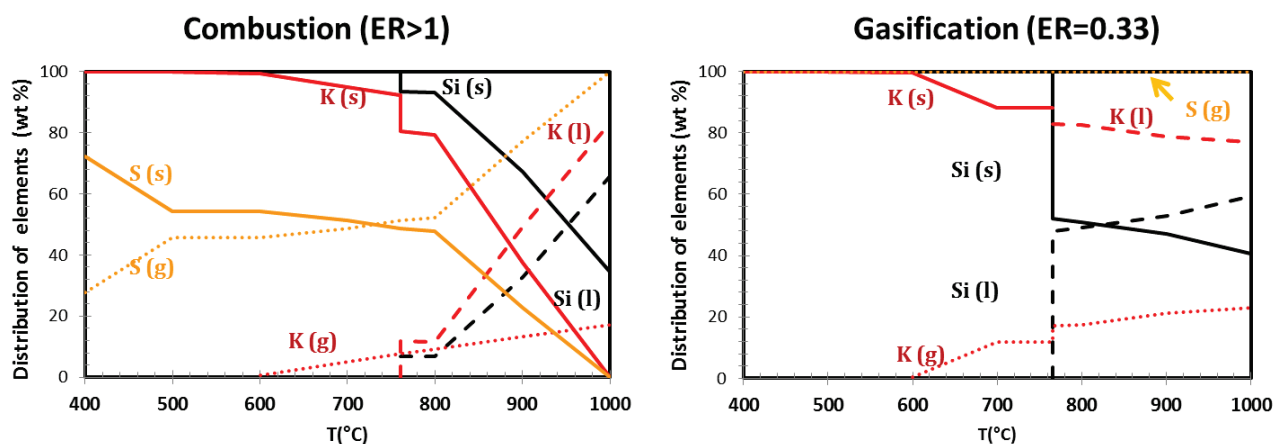 Combustion (ER>1)
Distribution of elements (wt %)
100
80
60
40
20
0
400 500 600 700 800 900 1000
T(°C)
K (s)
Si (s)
K (l)
S (s)
S (g)
Si (l)
K (g)
Gasification (ER=0.33)
Distribution of elements (wt %)
100
80
60
40
20
0
400 500 600 700 800 900 1000
T(°C)
K (s)
S (g)
K (l)
Si (s)
Si (l)
K (g)